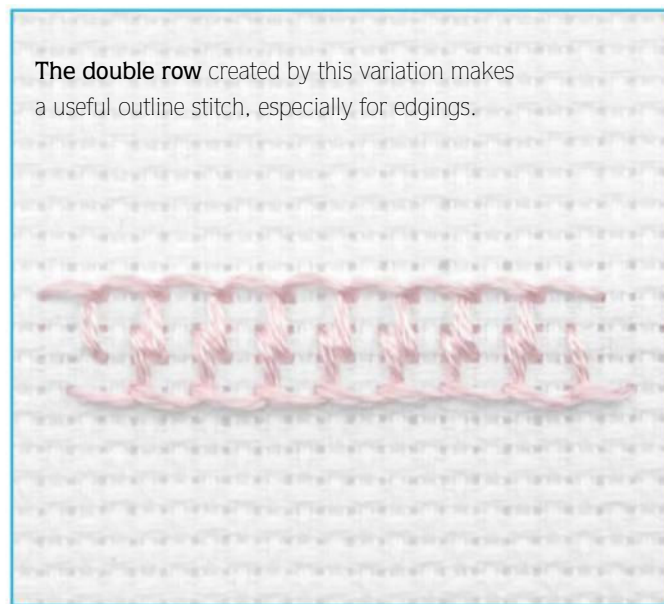 The double row created by this variation makes
a useful outline stitch, especially for edgings.